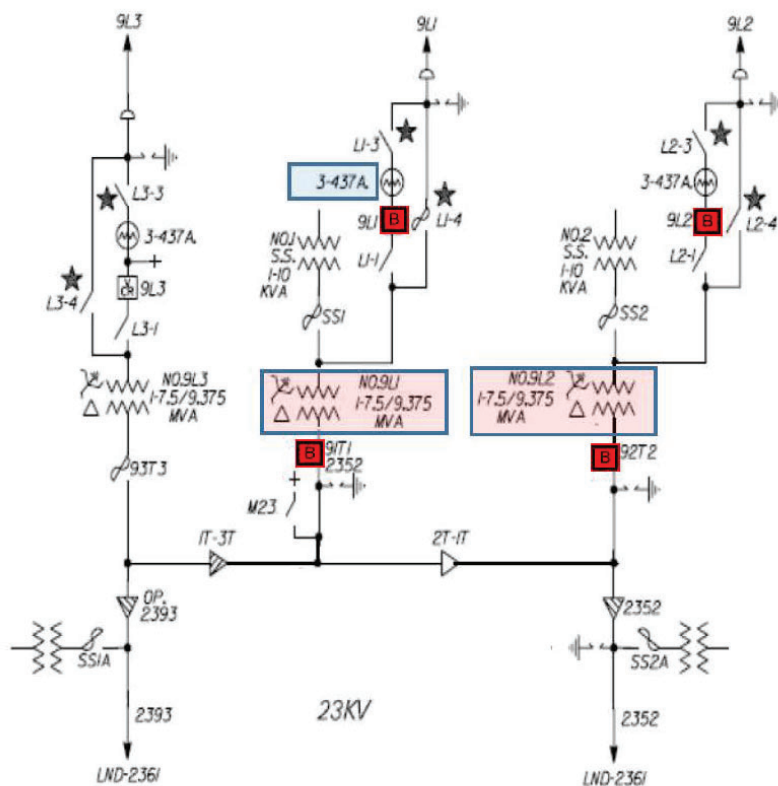 9L3
9L1
9L2
L3-3
3-437A.
V
CR
9L3
L3-4
L3-1
NO.9L3
1-7.5/9.375
MVA
93T3
L1-3
3-437A.
9L1
B
L1-4
L1-1
NO.1
S.S.
1-10
KVA
SS1
NO.9L1
1-7.5/9.375
MVA
B
91T1
2352
M23
L2-3
3-437A.
9L2
B
L2-4
L2-1
NO.2
S.S.
1-10
KVA
SS2
NO.9L2
1-7.5/9.375
MVA
B
92T2
1T-3T
2T-1T
OP.
2393
2352
SS1A
SS2A
2393
23KV
2352
LND-2361
LND-2361